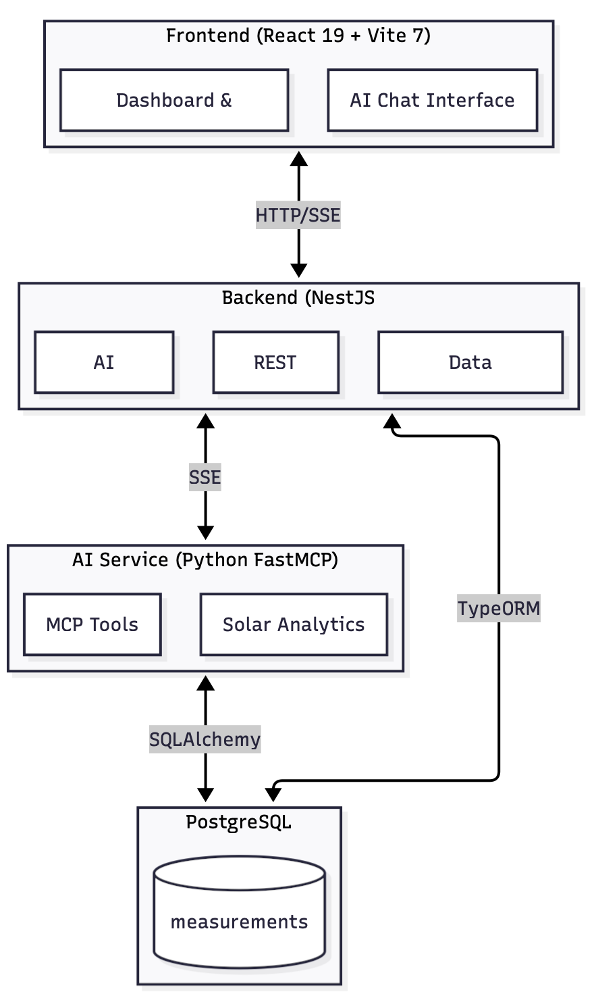 Frontend (React 19 + Vite 7)
Dashboard &
AI Chat Interface
HTTP/SSE
Backend (NestJS
AI
REST
Data
SSE
AI Service (Python FastMCP)
MCP Tools
Solar Analytics
TypeORM
SQLAlchemy
PostgreSQL
measurements